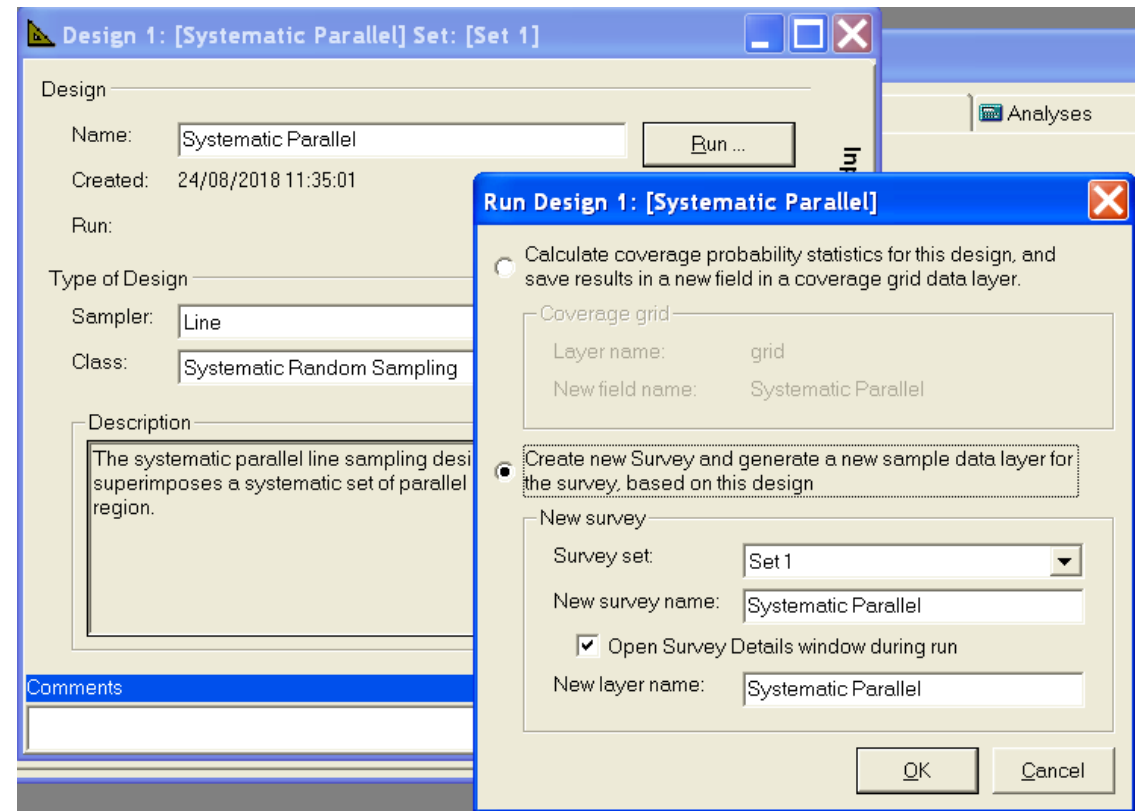 Design 1: [Systematic Parallel] Set: [Set 1]
Design
Name: Systematic Parallel
Run ...
Created: 24/08/2018 11:35:01
Run:
Type of Design
Sampler: Line
Class: Systematic Random Sampling
Description
The systematic parallel line sampling desi
superimposes a systematic set of parallel
region.
Comments
Analyses
Run Design 1: [Systematic Parallel]
Calculate coverage probability statistics for this design, and
save results in a new field in a coverage grid data layer.
Coverage grid
Layer name: grid
New field name: Systematic Parallel
Create new Survey and generate a new sample data layer for
the survey, based on this design
New survey
Survey set: Set 1
New survey name: Systematic Parallel
Open Survey Details window during run
New layer name: Systematic Parallel
OK
Cancel